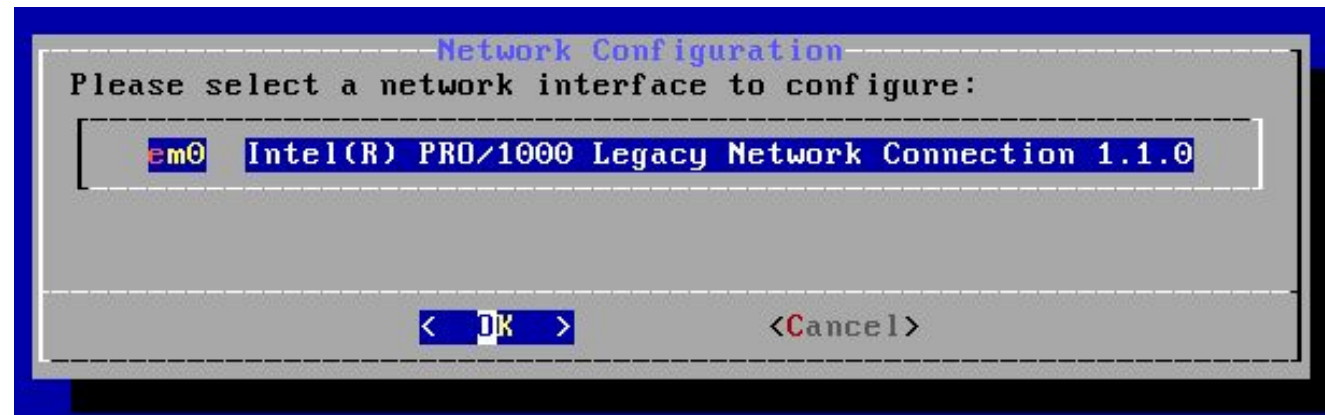 Network Configuration
Please select a network interface to configure:
em0 Intel(R) PRO/1000 Legacy Network Connection 1.1.0
< OK > <Cancel>